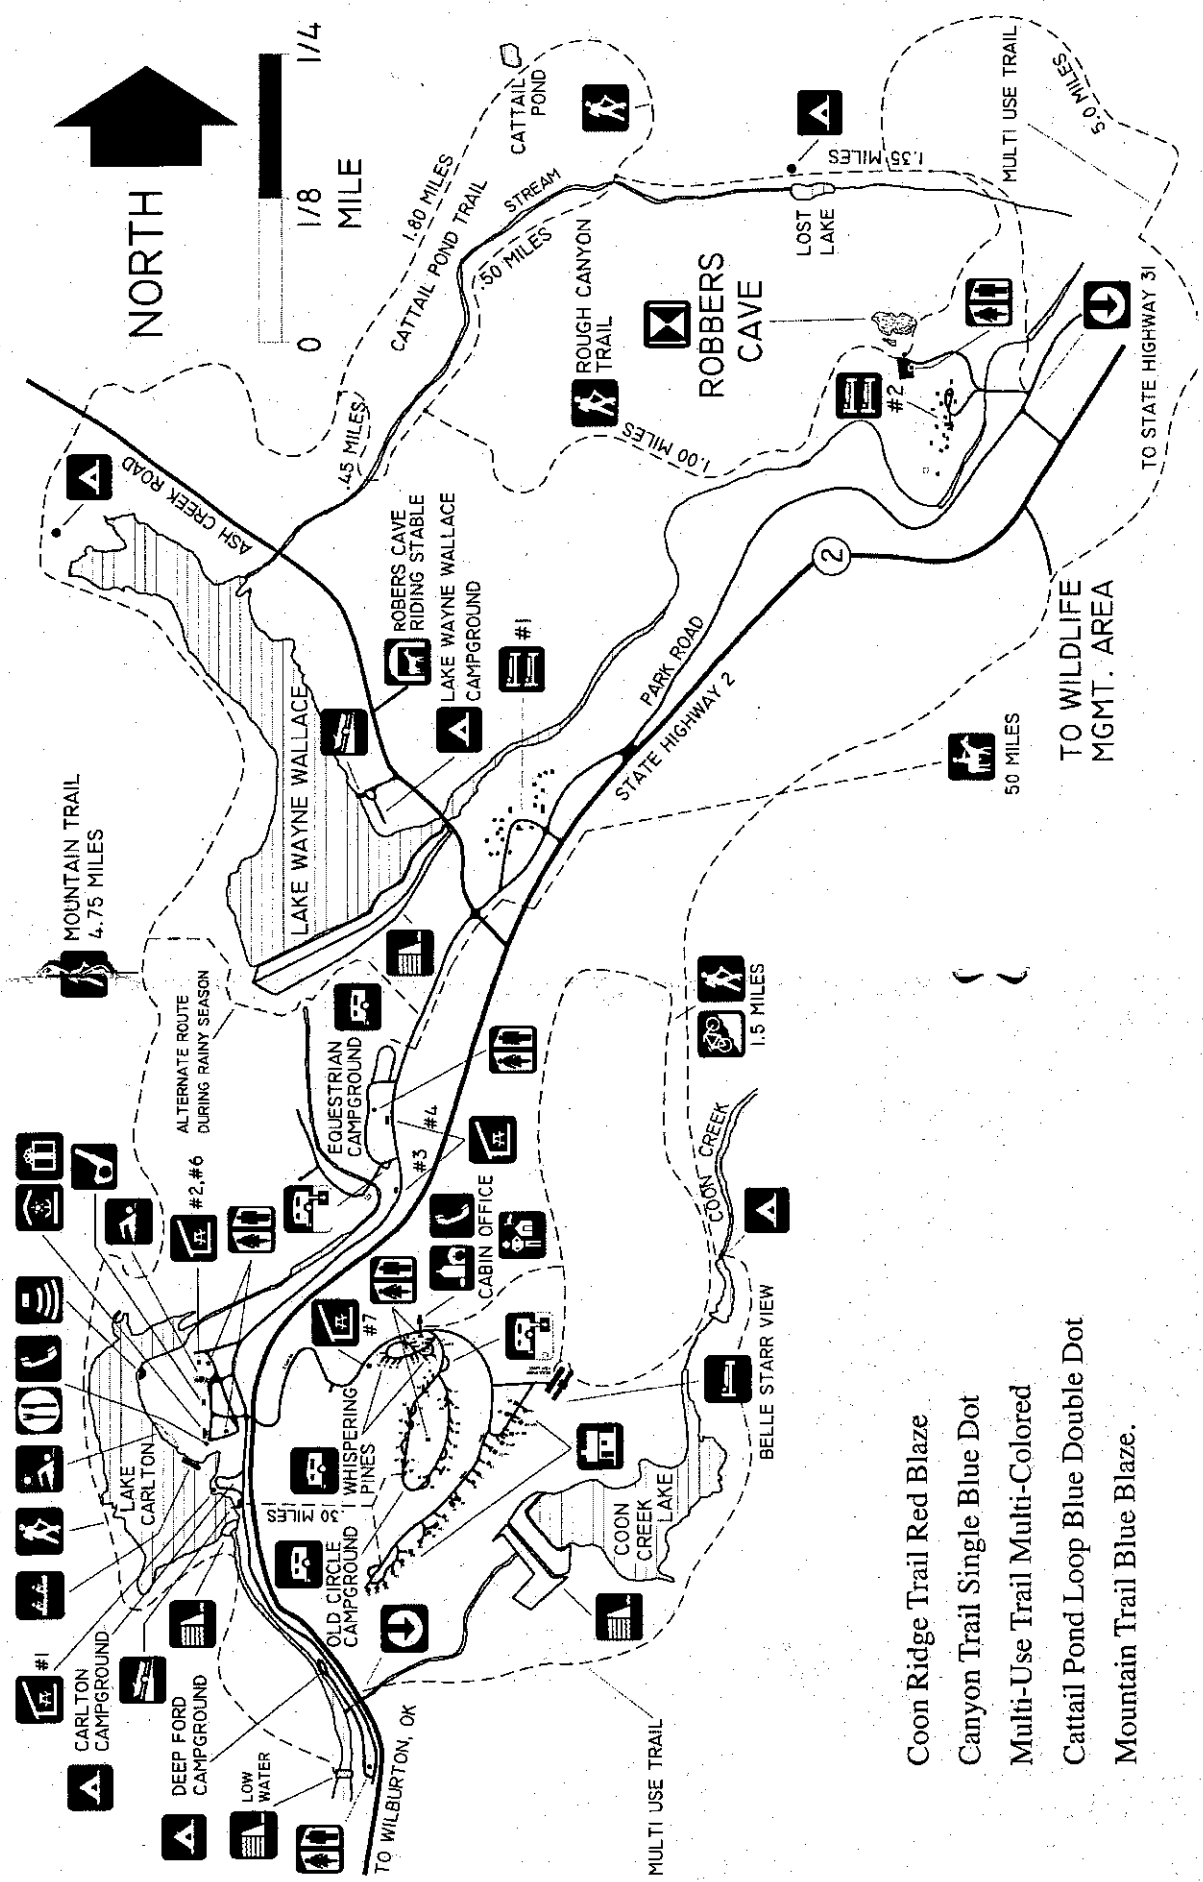 NORTH
0 1/8 1/4
MILE
MOUNTAIN TRAIL
4.75 MILES
ASH CREEK ROAD
LAKE WAYNE WALLACE
ALTERNATE ROUTE
DURING RAINY SEASON
1.80 MILES
CATTAIL POND TRAIL
CATTAIL
POND
STREAM
.50 MILES
.45 MILES
ROUGH CANYON
TRAIL
1.00 MILES
ROBBERS
CAVE
LOST
LAKE
1.35 MILES
MULTI USE TRAIL
5.0 MILES
ROBERS CAVE
RIDING STABLE
LAKE WAYNE WALLACE
CAMPGROUND
#1
#2
PARK ROAD
STATE HIGHWAY 2
2
TO STATE HIGHWAY 31
TO WILDLIFE
MGMT. AREA
50 MILES
1.5 MILES
EQUESTRIAN
CAMPGROUND
#4
#3
#2,#6
CABIN OFFICE
#7
WHISPERING
PINES
LAKE
CARLTON
.30 MILES
OLD CIRCLE
CAMPGROUND
#1
CARLTON
CAMPGROUND
DEEP FORD
CAMPGROUND
LOW
WATER
TO WILBURTON, OK
COON
CREEK
LAKE
COON CREEK
BELLE STARR VIEW
MULTI USE TRAIL
Coon Ridge Trail Red Blaze
Canyon Trail Single Blue Dot
Multi-Use Trail Multi-Colored
Cattail Pond Loop Blue Double Dot
Mountain Trail Blue Blaze.